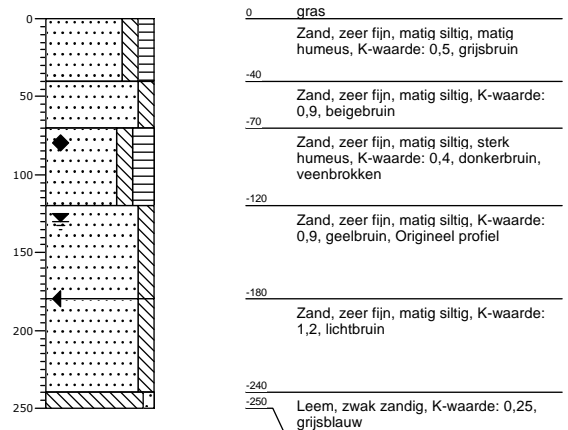 0
50
100
150
200
250
0
gras
Zand, zeer fijn, matig siltig, matig
humeus, K-waarde: 0,5, grijsbruin
-40
Zand, zeer fijn, matig siltig, K-waarde:
0,9, beigebruin
-70
Zand, zeer fijn, matig siltig, sterk
humeus, K-waarde: 0,4, donkerbruin,
veenbrokken
-120
Zand, zeer fijn, matig siltig, K-waarde:
0,9, geelbruin, Origineel profiel
-180
Zand, zeer fijn, matig siltig, K-waarde:
1,2, lichtbruin
-240
-250
Leem, zwak zandig, K-waarde: 0,25,
grijsblauw